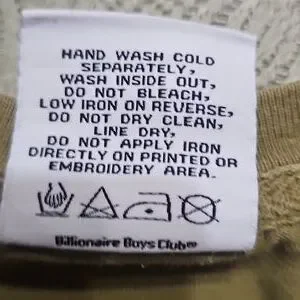 HAND WASH COLD
SEPARATELY,
WASH INSIDE OUT,
DO NOT BLEACH,
LOW IRON ON REVERSE,
DO NOT DRY CLEAN,
LINE DRY,
DO NOT APPLY IRON
DIRECTLY ON PRINTED OR
EMBROIDERY AREA.
Billionaire Boys Club